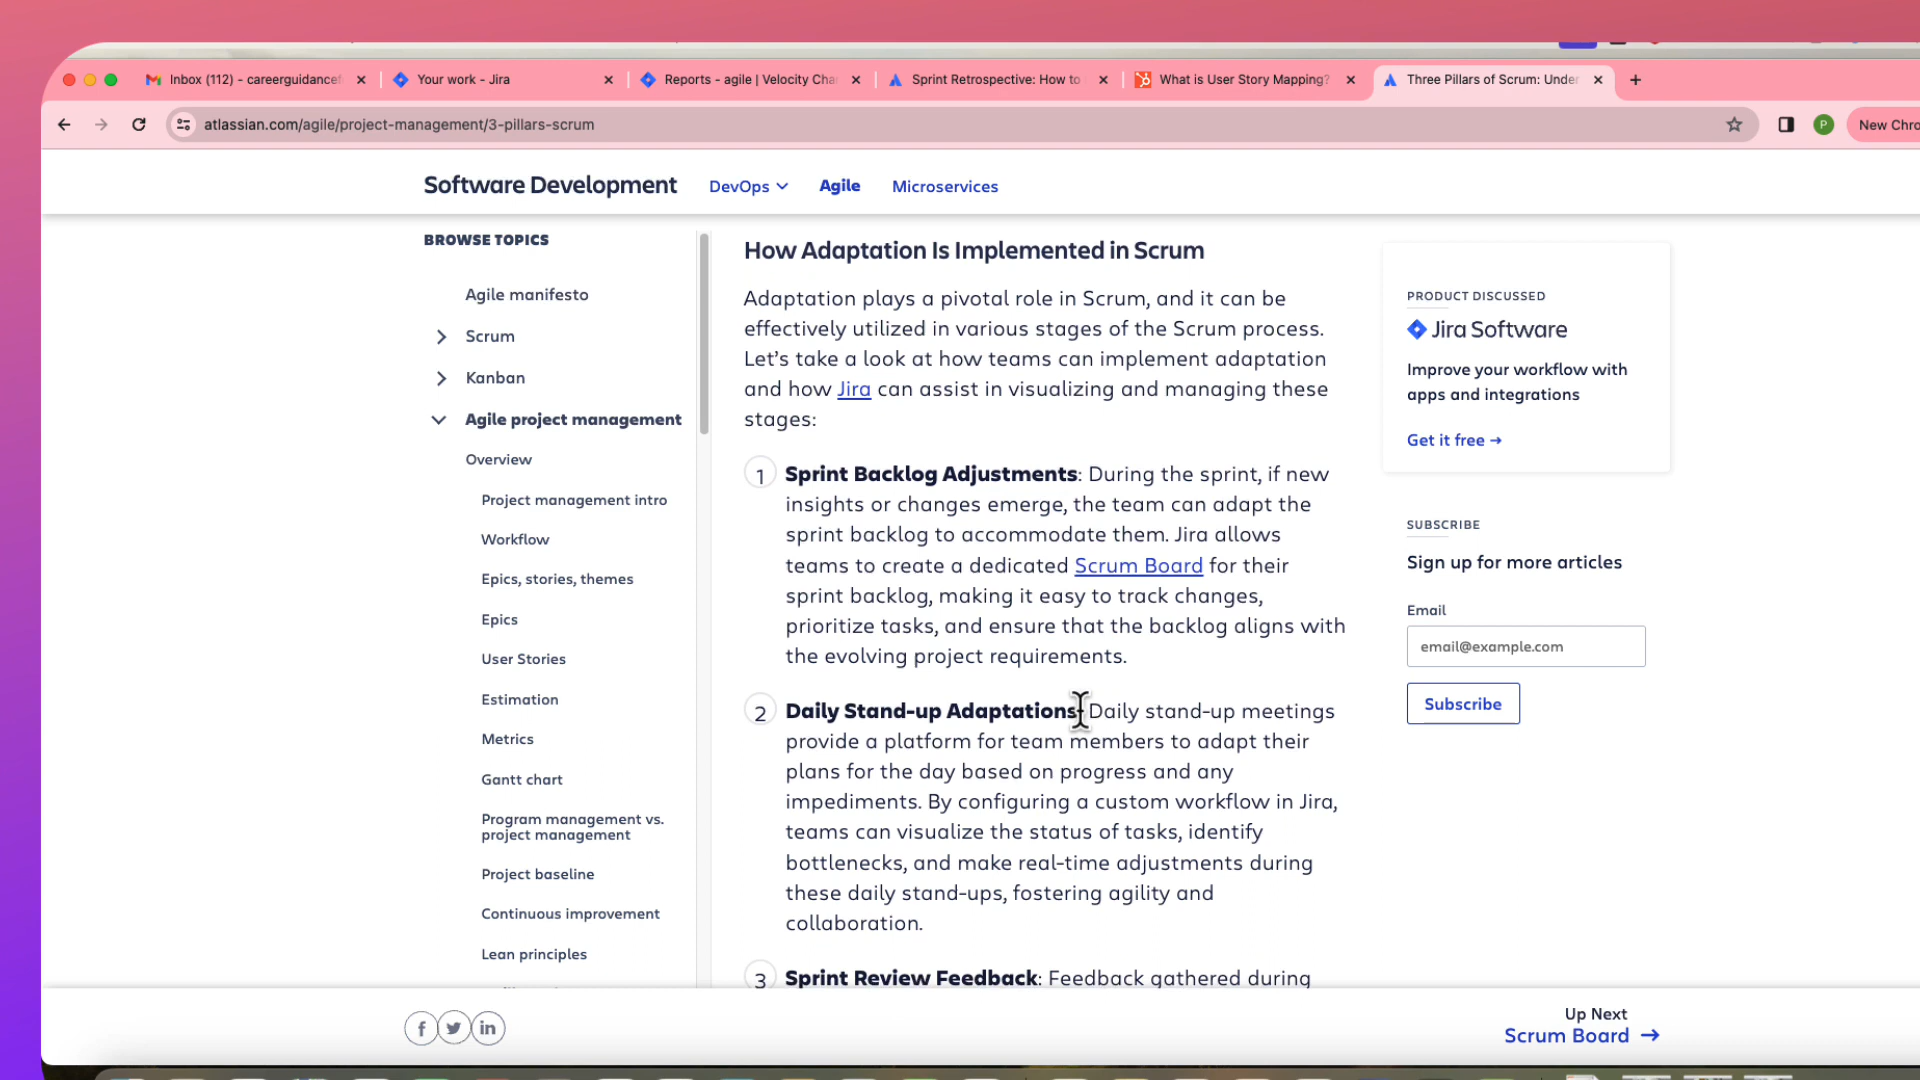 Inbox (112) - careerguidancef
Your work - Jira
Reports - agile | Velocity Cha
Sprint Retrospective: How to
What is User Story Mapping?
Three Pillars of Scrum: Under
atlassian.com/agile/project-management/3-pillars-scrum
P
New Chro
Software Development
DevOps
Agile
Microservices
BROWSE TOPICS
Agile manifesto
Scrum
Kanban
Agile project management
Overview
Project management intro
Workflow
Epics, stories, themes
Epics
User Stories
Estimation
Metrics
Gantt chart
Program management vs.
project management
Project baseline
Continuous improvement
Lean principles
How Adaptation Is Implemented in Scrum
Adaptation plays a pivotal role in Scrum, and it can be
effectively utilized in various stages of the Scrum process.
Let's take a look at how teams can implement adaptation
and how Jira can assist in visualizing and managing these
stages:
1 Sprint Backlog Adjustments: During the sprint, if new
insights or changes emerge, the team can adapt the
sprint backlog to accommodate them. Jira allows
teams to create a dedicated Scrum Board for their
sprint backlog, making it easy to track changes,
prioritize tasks, and ensure that the backlog aligns with
the evolving project requirements.
2 Daily Stand-up Adaptations: Daily stand-up meetings
provide a platform for team members to adapt their
plans for the day based on progress and any
impediments. By configuring a custom workflow in Jira,
teams can visualize the status of tasks, identify
bottlenecks, and make real-time adjustments during
these daily stand-ups, fostering agility and
collaboration.
3 Sprint Review Feedback: Feedback gathered during
PRODUCT DISCUSSED
Jira Software
Improve your workflow with
apps and integrations
Get it free →
SUBSCRIBE
Sign up for more articles
Email
email@example.com
Subscribe
Up Next
Scrum Board →